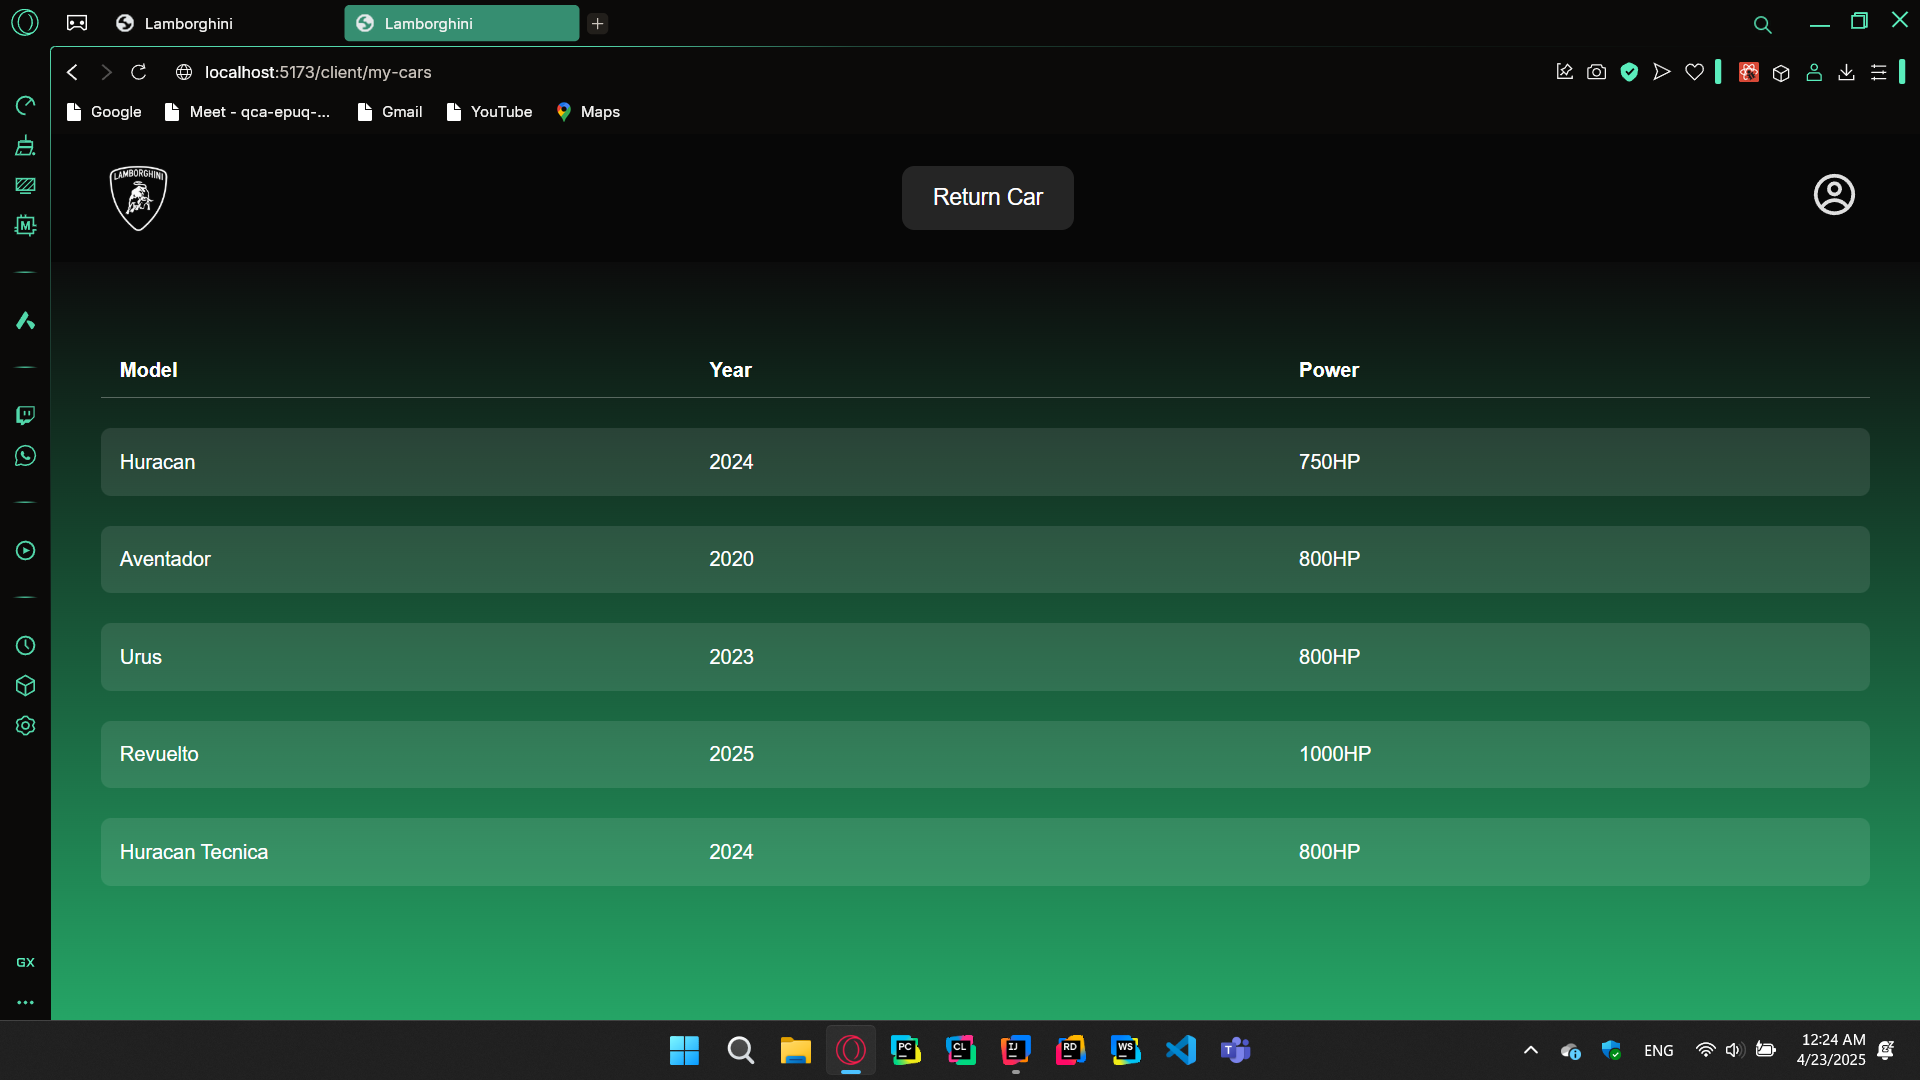 Lamborghini
Lamborghini
localhost:5173/client/my-cars
Google
Meet - qca-epuq-...
Gmail
YouTube
Maps
M
LAMBORGHINI
Return Car
Model Year Power
Huracan 2024 750HP
Aventador 2020 800HP
Urus 2023 800HP
Revuelto 2025 1000HP
Huracan Tecnica 2024 800HP
GX
PC
CL
IJ
RD
WS
T
ENG
12:24 AM
4/23/2025